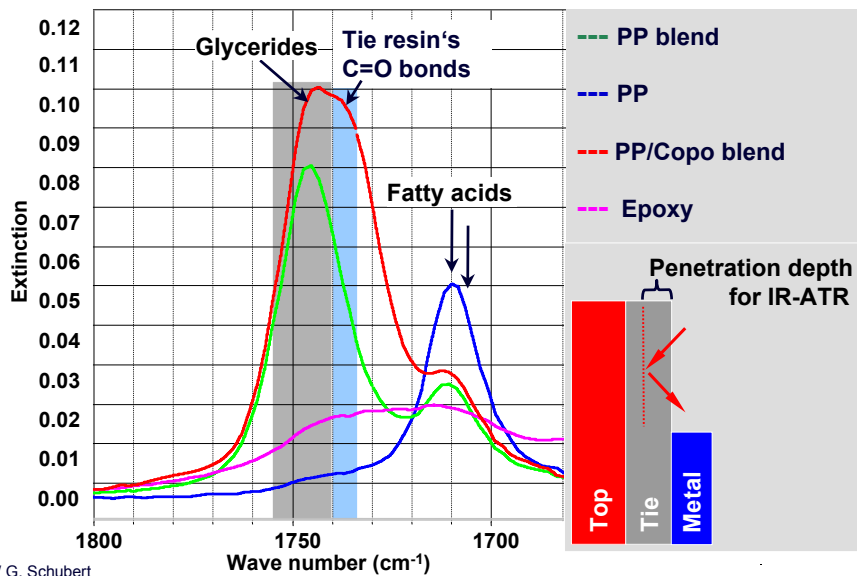 0.12
0.11
0.10
0.09
0.08
0.07
0.06
0.05
0.04
0.03
0.02
0.01
0.00
Extinction
Glycerides
Tie resin's
C=O bonds
Fatty acids
1800
1750
1700
Wave number (cm-1)
PP blend
PP
PP/Copo blend
Epoxy
Penetration depth
for IR-ATR
Top
Tie
Metal
G. Schubert